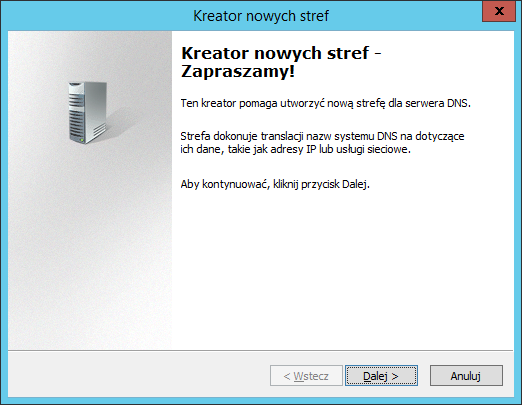 Kreator nowych stref
x
Kreator nowych stref -
Zapraszamy!
Ten kreator pomaga utworzyć nową strefę dla serwera DNS.
Strefa dokonuje translacji nazw systemu DNS na dotyczące
ich dane, takie jak adresy IP lub usługi sieciowe.
Aby kontynuować, kliknij przycisk Dalej.
< Wstecz
Dalej >
Anuluj